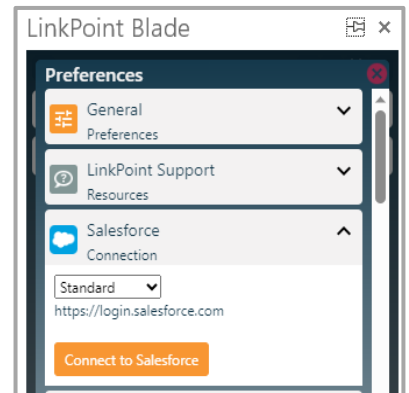 LinkPoint Blade
Preferences
General
Preferences
LinkPoint Support
Resources
Salesforce
Connection
Standard
https://login.salesforce.com
Connect to Salesforce